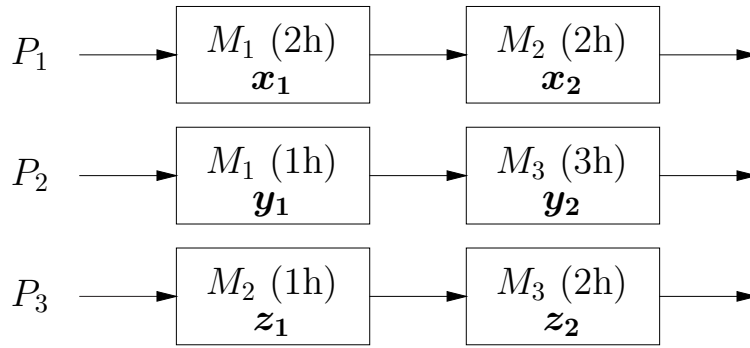 P₁ M₁ (2h) M₂ (2h)
x₁ x₂
P₂ M₁ (1h) M₃ (3h)
y₁ y₂
P₃ M₂ (1h) M₃ (2h)
z₁ z₂